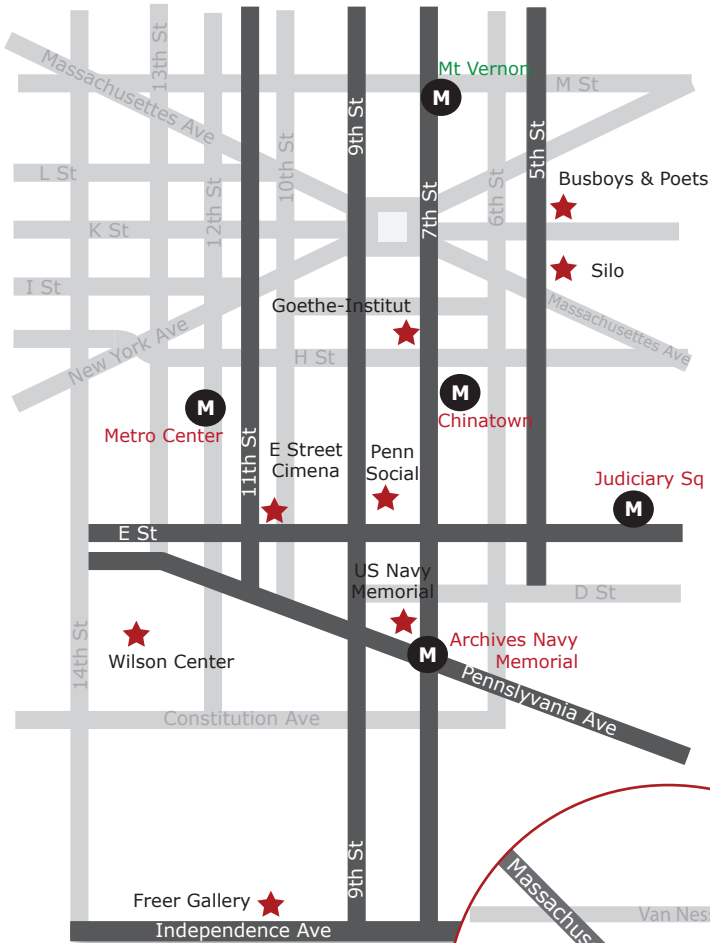 13th St
Mt Vernon
M
M St
Massachusettes Ave
9th St
5th St
10th St
L St
Busboys & Poets
12th St
7th St
6th St
K St
Silo
I St
Goethe-Institut
Massachusettes Ave
New York Ave
H St
M
Metro Center
M
Chinatown
11th St
E Street
Cimena
Penn
Social
Judiciary Sq
M
E St
US Navy
Memorial
D St
14th St
Wilson Center
M
Archives Navy
Memorial
Pennslyvania Ave
Constitution Ave
9th St
Freer Gallery
Independence Ave
Massachus
Van Ness